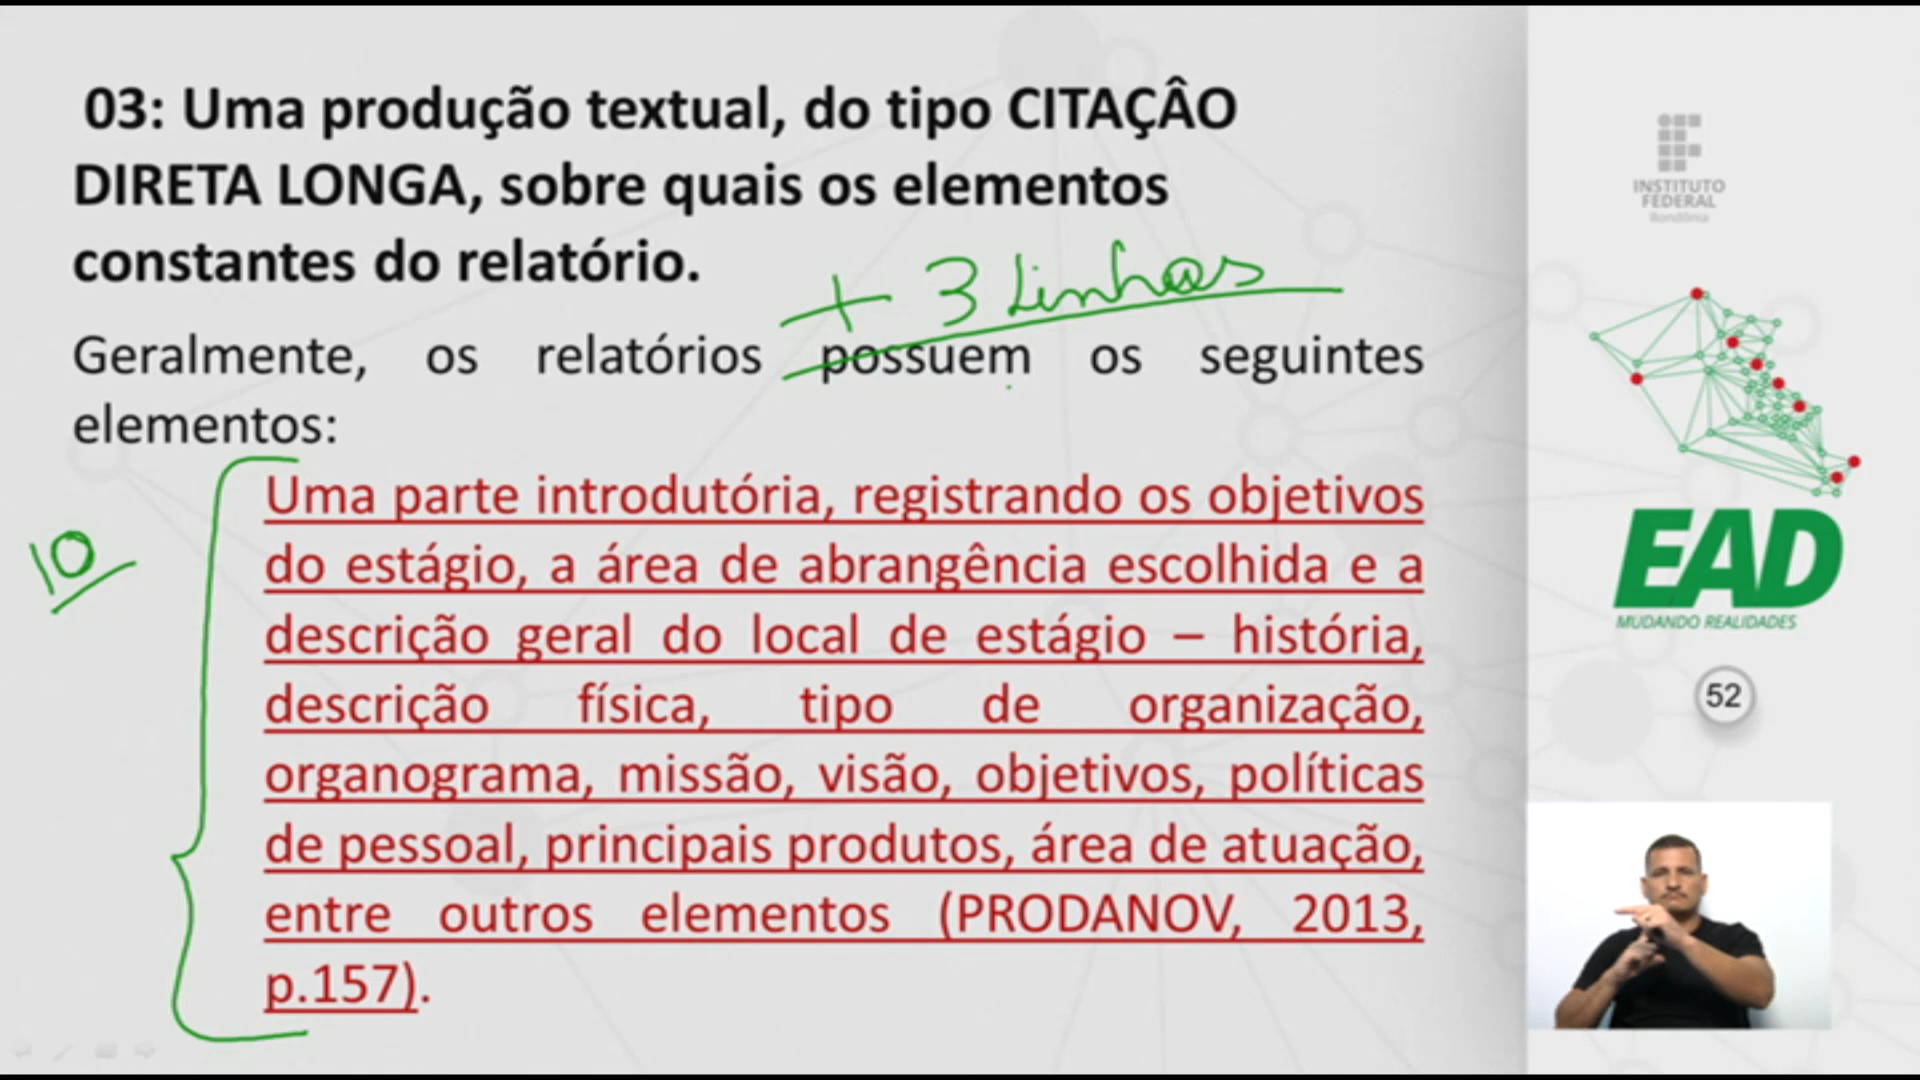 03: Uma produção textual, do tipo CITAÇÂO
DIRETA LONGA, sobre quais os elementos
constantes do relatório.
+ 3 Linhas
Geralmente, os relatórios possuem os seguintes
elementos:
10
Uma parte introdutória, registrando os objetivos
do estágio, a área de abrangência escolhida e a
descrição geral do local de estágio – história,
descrição física, tipo de organização,
organograma, missão, visão, objetivos, políticas
de pessoal, principais produtos, área de atuação,
entre outros elementos (PRODANOV, 2013,
p.157).
INSTITUTO
FEDERAL
Rondônia
EAD
MUDANDO REALIDADES
52